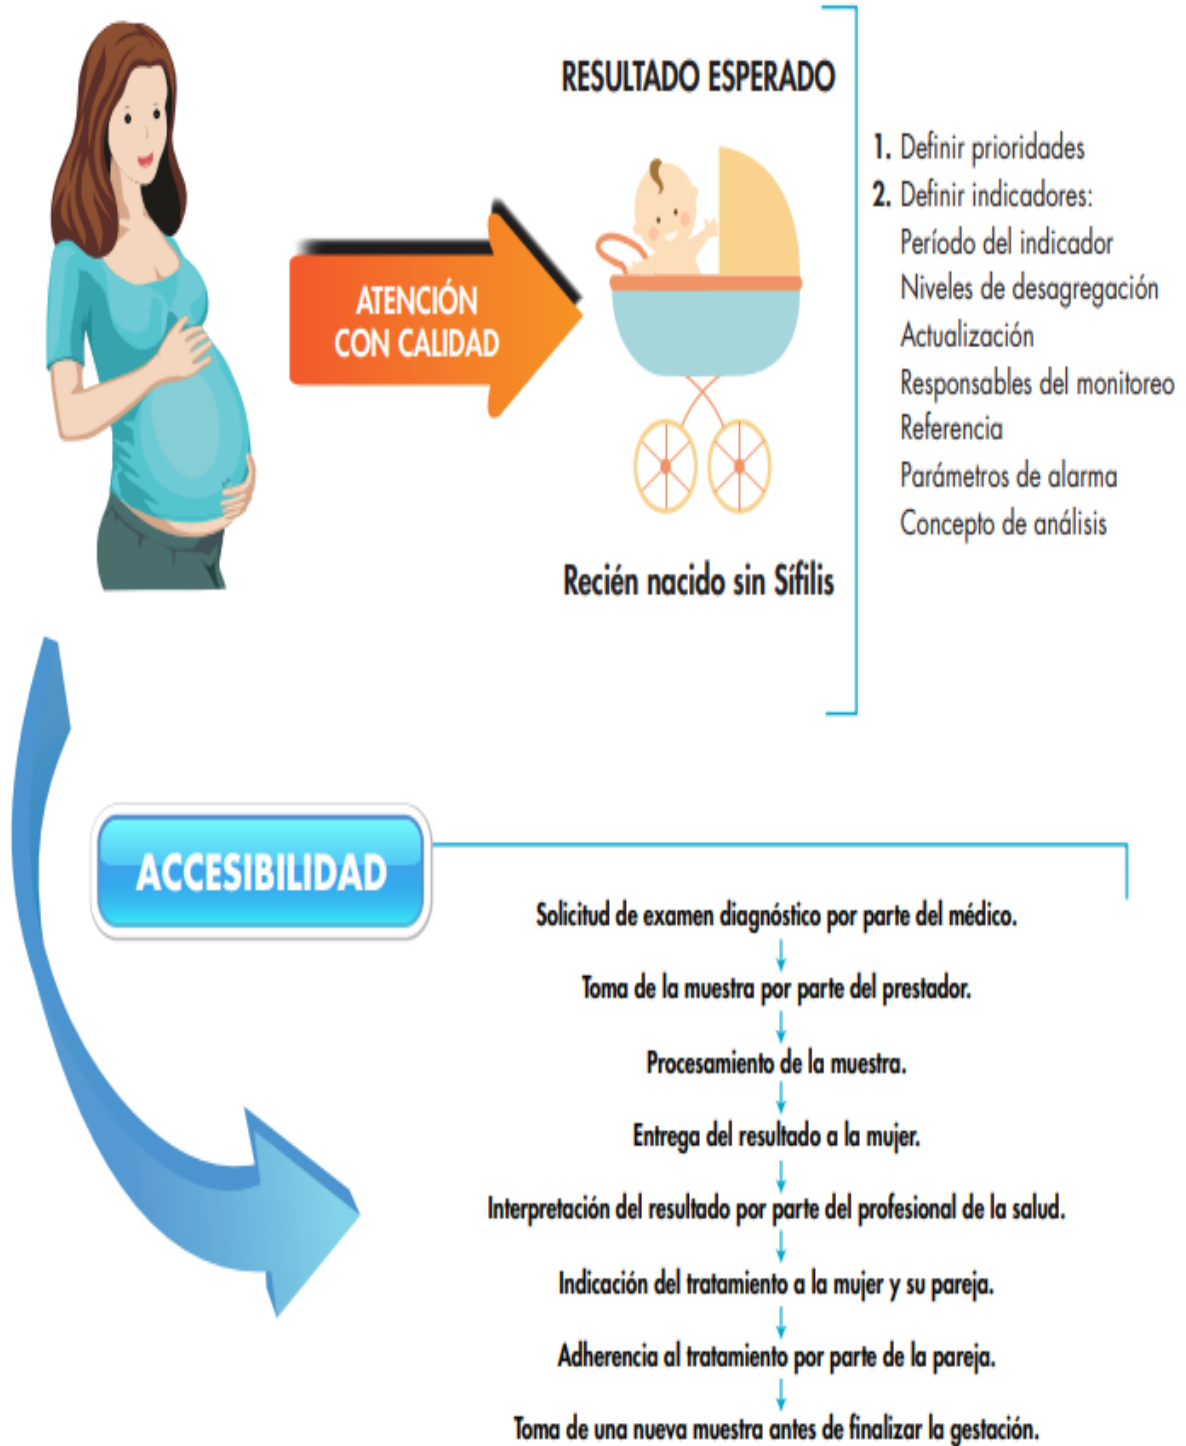 RESULTADO ESPERADO
ATENCIÓN
CON CALIDAD
Recién nacido sin Sífilis
1. Definir prioridades
2. Definir indicadores:
Período del indicador
Niveles de desagregación
Actualización
Responsables del monitoreo
Referencia
Parámetros de alarma
Concepto de análisis
ACCESIBILIDAD
Solicitud de examen diagnóstico por parte del médico.
Toma de la muestra por parte del prestador.
Procesamiento de la muestra.
Entrega del resultado a la mujer.
Interpretación del resultado por parte del profesional de la salud.
Indicación del tratamiento a la mujer y su pareja.
Adherencia al tratamiento por parte de la pareja.
Toma de una nueva muestra antes de finalizar la gestación.